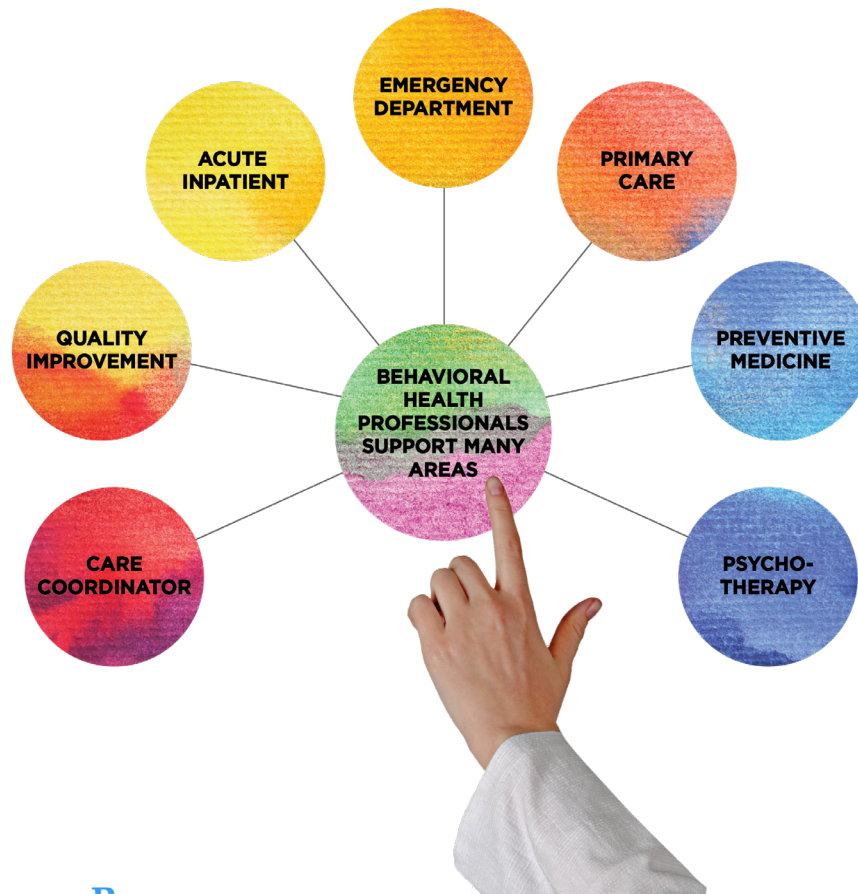 EMERGENCY
DEPARTMENT
ACUTE
INPATIENT
PRIMARY
CARE
QUALITY
IMPROVEMENT
PREVENTIVE
MEDICINE
BEHAVIORAL
HEALTH
PROFESSIONALS
SUPPORT MANY
AREAS
CARE
COORDINATOR
PSYCHO-
THERAPY